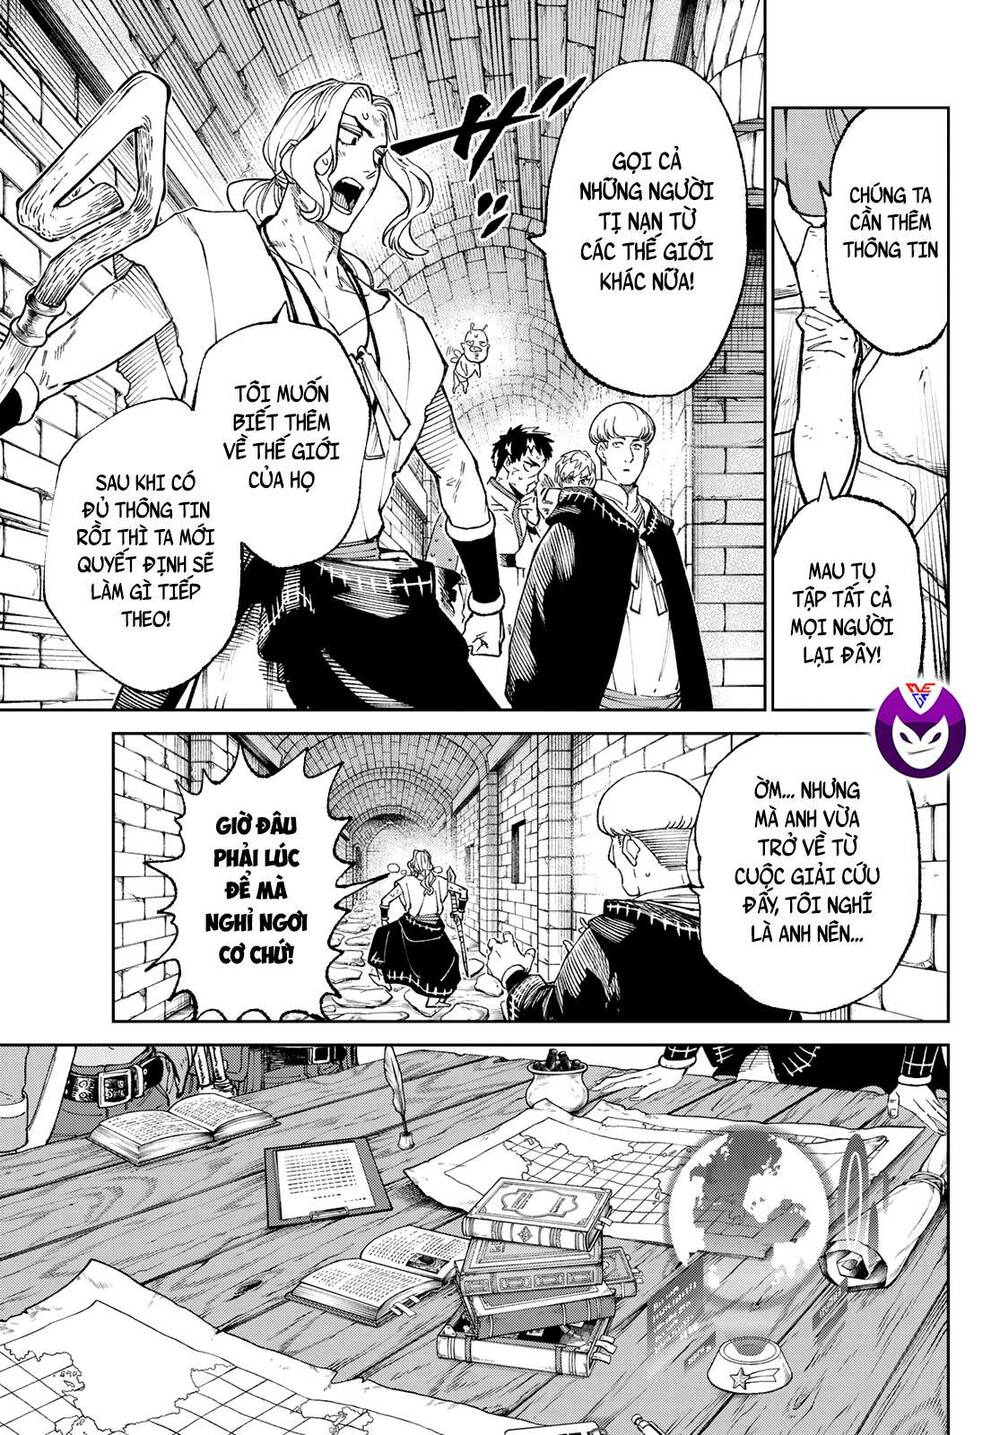 CHÚNG TA
CẦN THÊM
THÔNG TIN
MAU TỤ
TẬP TẤT CẢ
MỌI NGƯỜI
LẠI ĐÂY!
GỌI CẢ
NHỮNG NGƯỜI
TỊ NẠN TỪ
CÁC THẾ GIỚI
KHÁC NỮA!
TÔI MUỐN
BIẾT THÊM
VỀ THẾ GIỚI
CỦA HỌ
SAU KHI CÓ
ĐỦ THÔNG TIN
RỒI THÌ TA MỚI
QUYẾT ĐỊNH SẼ
LÀM GÌ TIẾP
THEO!
ỜM... NHƯNG
MÀ ANH VỪA
TRỞ VỀ TỪ
CUỘC GIẢI CỨU
ĐẤY, TÔI NGHĨ
LÀ ANH NÊN...
GIỜ ĐÂU
PHẢI LÚC
ĐỂ MÀ
NGHỈ NGƠI
CƠ CHỨ!